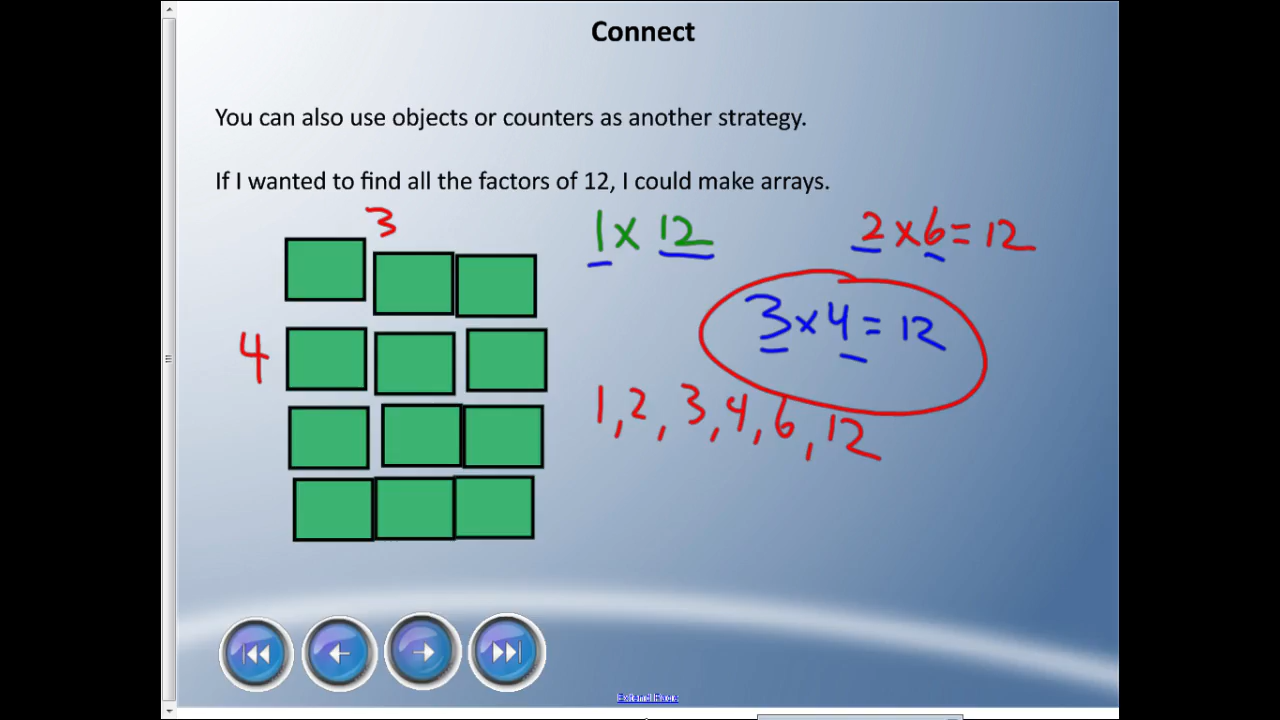 Connect
You can also use objects or counters as another strategy.
If I wanted to find all the factors of 12, I could make arrays.
3
1 x 12
2 x 6 = 12
4
3 x 4 = 12
1, 2, 3, 4, 6, 12
Extend Page